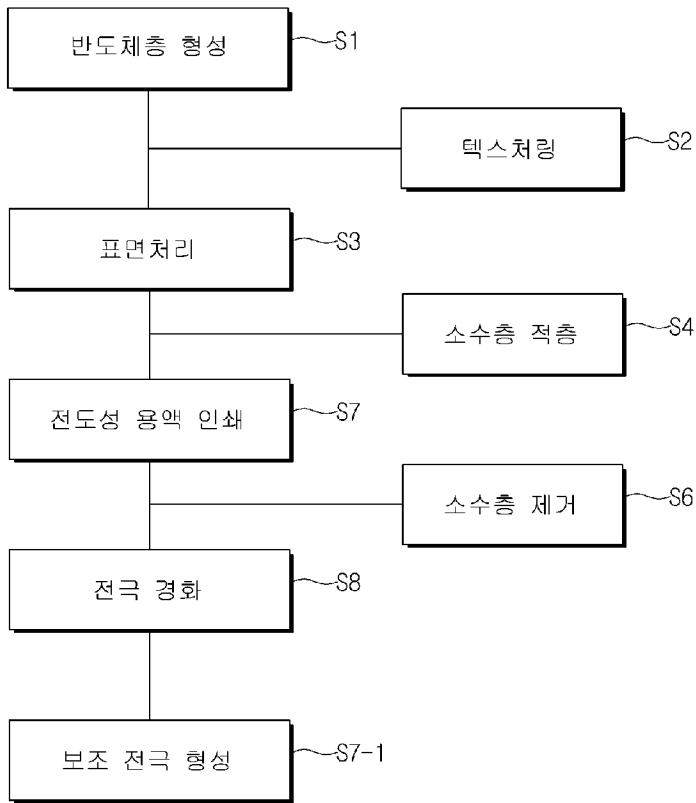 반도체층 형성
S1
텍스처링
S2
표면처리
S3
소수층 적층
S4
전도성 용액 인쇄
S7
소수층 제거
S6
전극 경화
S8
보조 전극 형성
S7-1